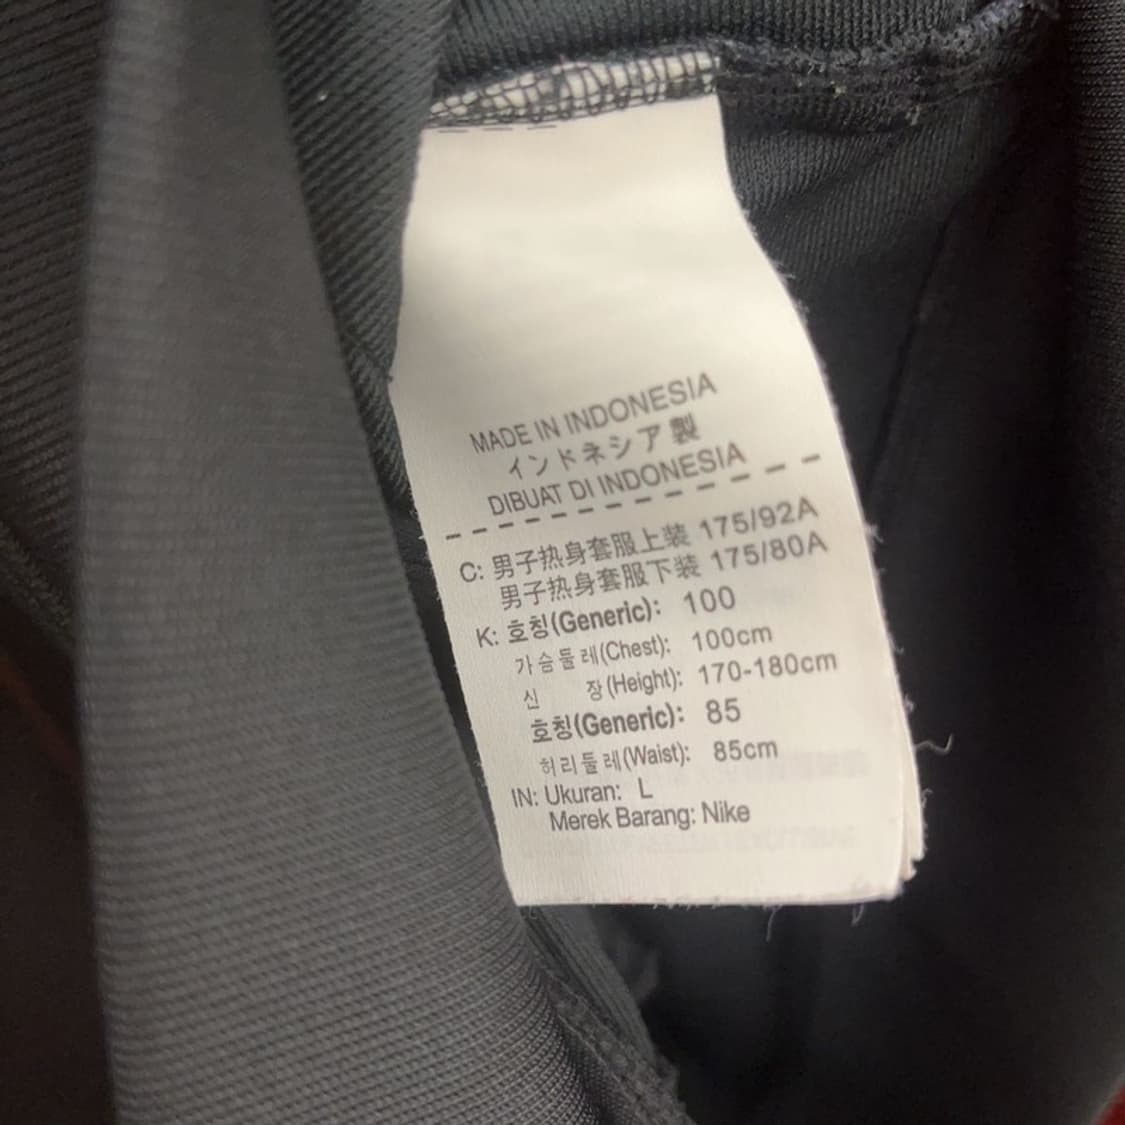 MADE IN INDONESIA
インドネシア製
DIBUAT DI INDONESIA
C: 男子热身套服上装 175/92A
男子热身套服下装 175/80A
K: 호칭(Generic): 100
가슴둘레(Chest): 100cm
신 장(Height): 170-180cm
호칭(Generic): 85
허리둘레(Waist): 85cm
IN: Ukuran: L
Merek Barang: Nike